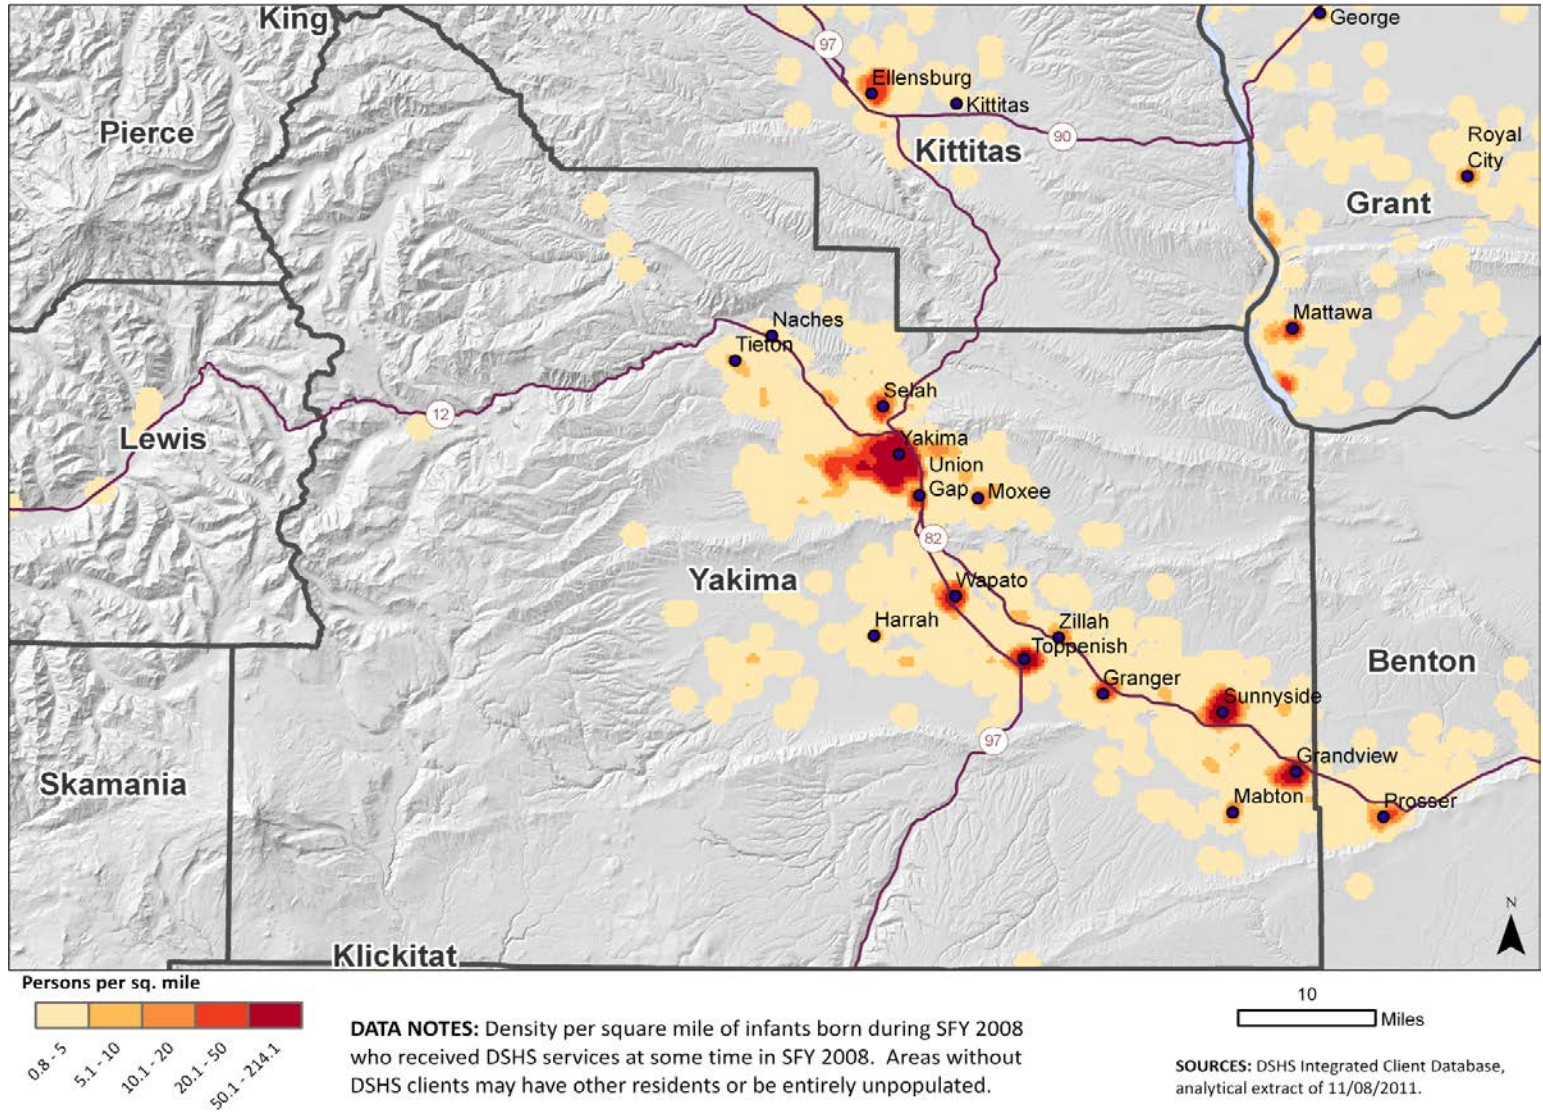 King
George
97
Ellensburg
Kittitas
Pierce
90
Royal
City
Kittitas
Grant
Naches
Mattawa
Tieton
Selah
12
Lewis
Yakima
Union
Gap
Moxee
82
Yakima
Wapato
Harrah
Zillah
Toppenish
Benton
Granger
Sunnyside
97
Grandview
Skamania
Mabton
Prosser
N
Klickitat
Persons per sq. mile
0.8 - 5
5.1 - 10
10.1 - 20
20.1 - 50
50.1 - 214.1
DATA NOTES: Density per square mile of infants born during SFY 2008
who received DSHS services at some time in SFY 2008. Areas without
DSHS clients may have other residents or be entirely unpopulated.
10
Miles
SOURCES: DSHS Integrated Client Database,
analytical extract of 11/08/2011.